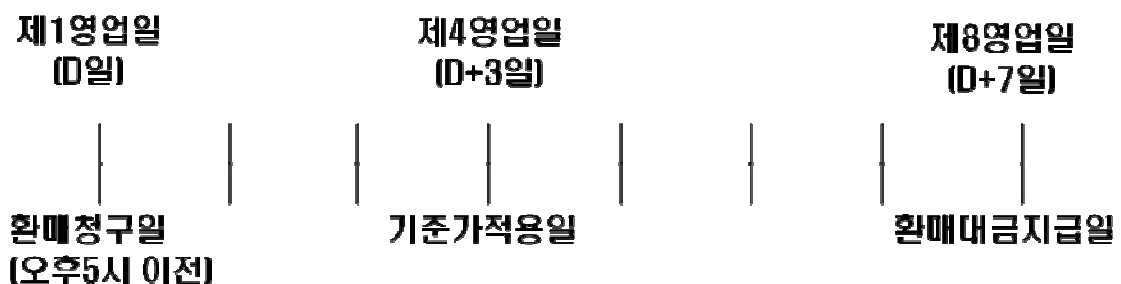 제1영업일
(D일)
제4영업일
(D+3일)
제8영업일
(D+7일)
환매청구일
(오후5시 이전)
기준가적용일
환매대금지급일